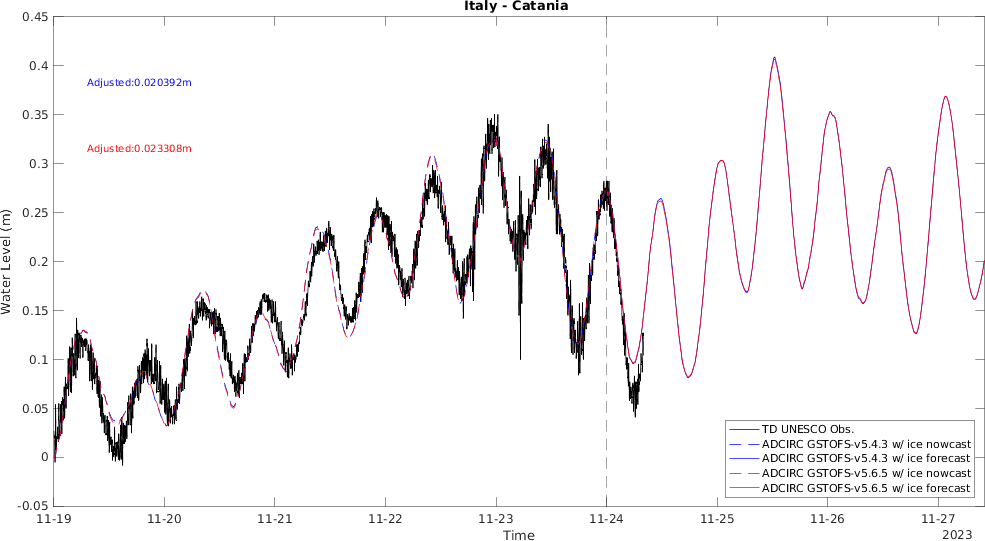 Italy - Catania
0.45
0.4
0.35
0.3
0.25
0.2
0.15
0.1
0.05
0
-0.05
Water Level (m)
Adjusted:0.020392m
Adjusted:0.023308m
TD UNESCO Obs.
ADCIRC GSTOFS-v5.4.3 w/ ice nowcast
ADCIRC GSTOFS-v5.4.3 w/ ice forecast
ADCIRC GSTOFS-v5.6.5 w/ ice nowcast
ADCIRC GSTOFS-v5.6.5 w/ ice forecast
11-19 11-20 11-21 11-22 11-23 11-24 11-25 11-26 11-27
Time
2023